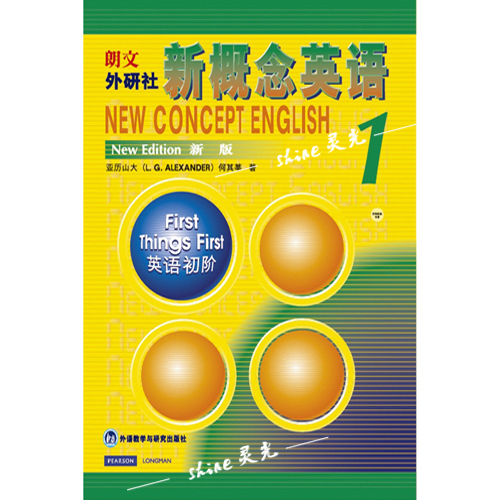 朗文
外研社
新概念英语
NEW CONCEPT ENGLISH
New Edition 新 版
亚历山大(L. G. ALEXANDER)何其莘 著
1
shine 灵光
First
Things First
英语初阶
外语教学与研究出版社
PEARSON LONGMAN
shine 灵光